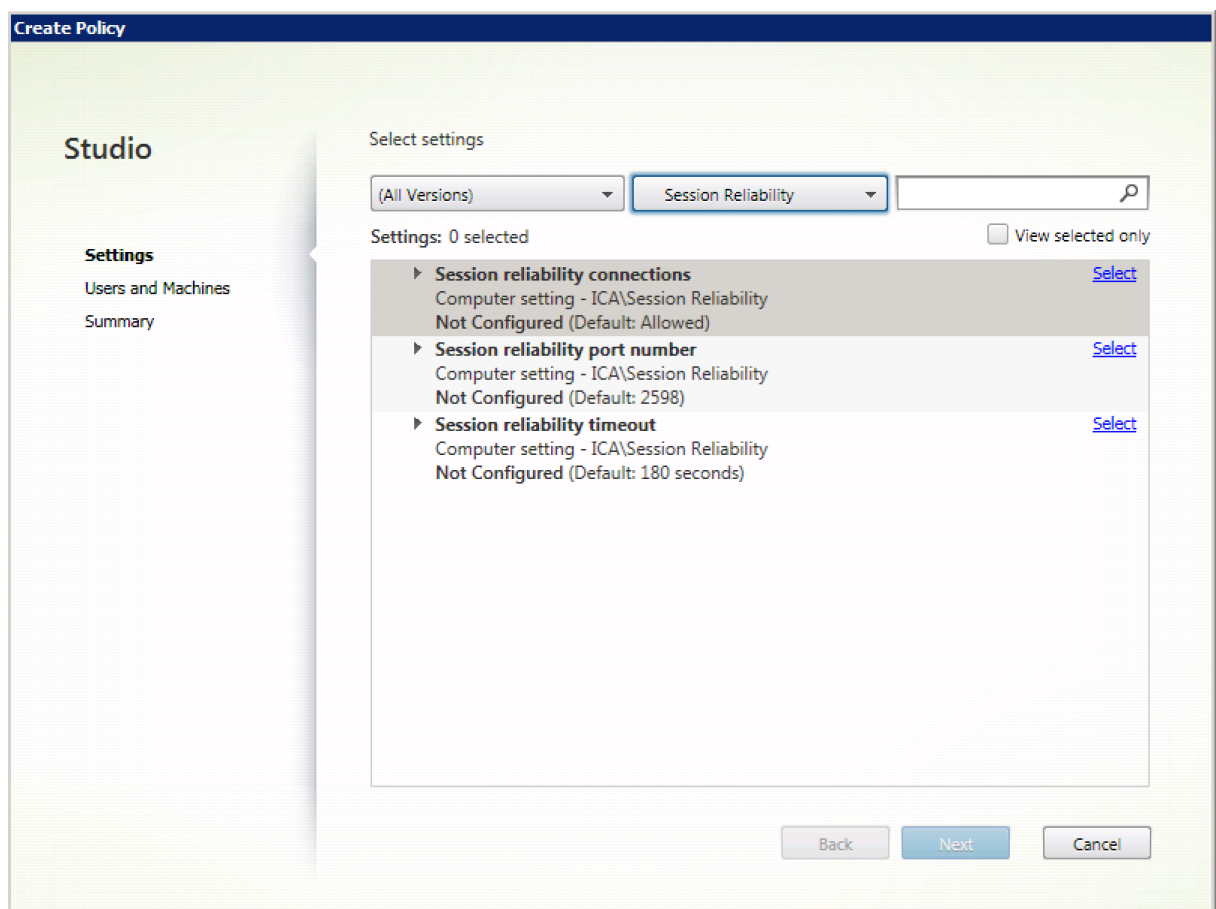 Create Policy
Studio
Settings
Users and Machines
Summary
Select settings
(All Versions)
Session Reliability
Settings: 0 selected
View selected only
Session reliability connections
Select
Computer setting - ICA\Session Reliability
Not Configured (Default: Allowed)
Session reliability port number
Select
Computer setting - ICA\Session Reliability
Not Configured (Default: 2598)
Session reliability timeout
Select
Computer setting - ICA\Session Reliability
Not Configured (Default: 180 seconds)
Back
Next
Cancel